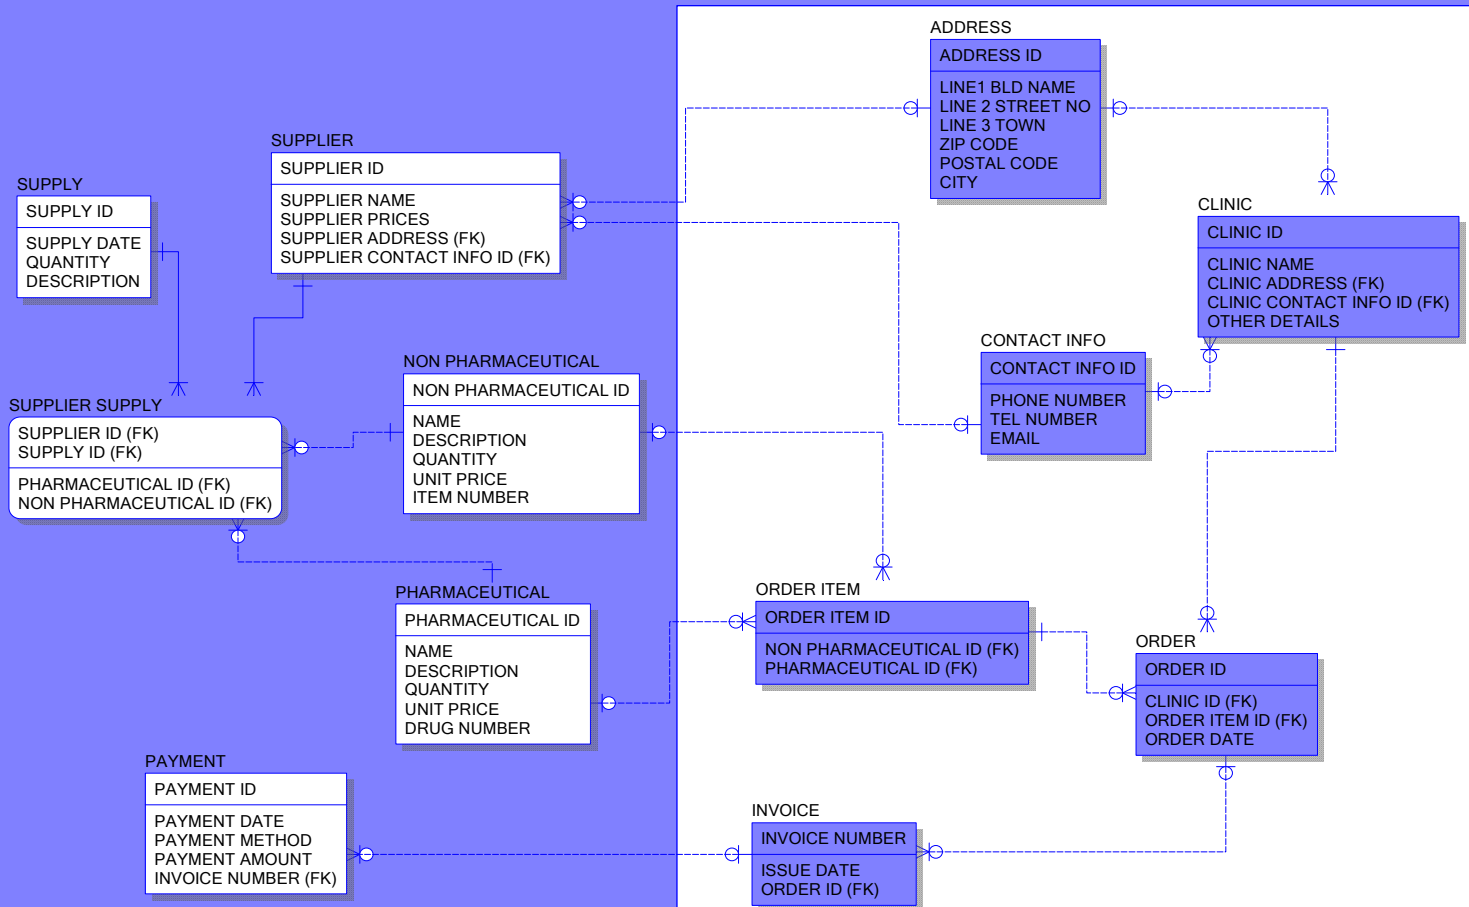 ADDRESS
ADDRESS ID
LINE1 BLD NAME
LINE 2 STREET NO
LINE 3 TOWN
ZIP CODE
POSTAL CODE
CITY
SUPPLIER
SUPPLIER ID
SUPPLIER NAME
SUPPLIER PRICES
SUPPLIER ADDRESS (FK)
SUPPLIER CONTACT INFO ID (FK)
SUPPLY
SUPPLY ID
SUPPLY DATE
QUANTITY
DESCRIPTION
CLINIC
CLINIC ID
CLINIC NAME
CLINIC ADDRESS (FK)
CLINIC CONTACT INFO ID (FK)
OTHER DETAILS
CONTACT INFO
CONTACT INFO ID
PHONE NUMBER
TEL NUMBER
EMAIL
NON PHARMACEUTICAL
NON PHARMACEUTICAL ID
NAME
DESCRIPTION
QUANTITY
UNIT PRICE
ITEM NUMBER
SUPPLIER SUPPLY
SUPPLIER ID (FK)
SUPPLY ID (FK)
PHARMACEUTICAL ID (FK)
NON PHARMACEUTICAL ID (FK)
PHARMACEUTICAL
PHARMACEUTICAL ID
NAME
DESCRIPTION
QUANTITY
UNIT PRICE
DRUG NUMBER
ORDER ITEM
ORDER ITEM ID
NON PHARMACEUTICAL ID (FK)
PHARMACEUTICAL ID (FK)
ORDER
ORDER ID
CLINIC ID (FK)
ORDER ITEM ID (FK)
ORDER DATE
PAYMENT
PAYMENT ID
PAYMENT DATE
PAYMENT METHOD
PAYMENT AMOUNT
INVOICE NUMBER (FK)
INVOICE
INVOICE NUMBER
ISSUE DATE
ORDER ID (FK)